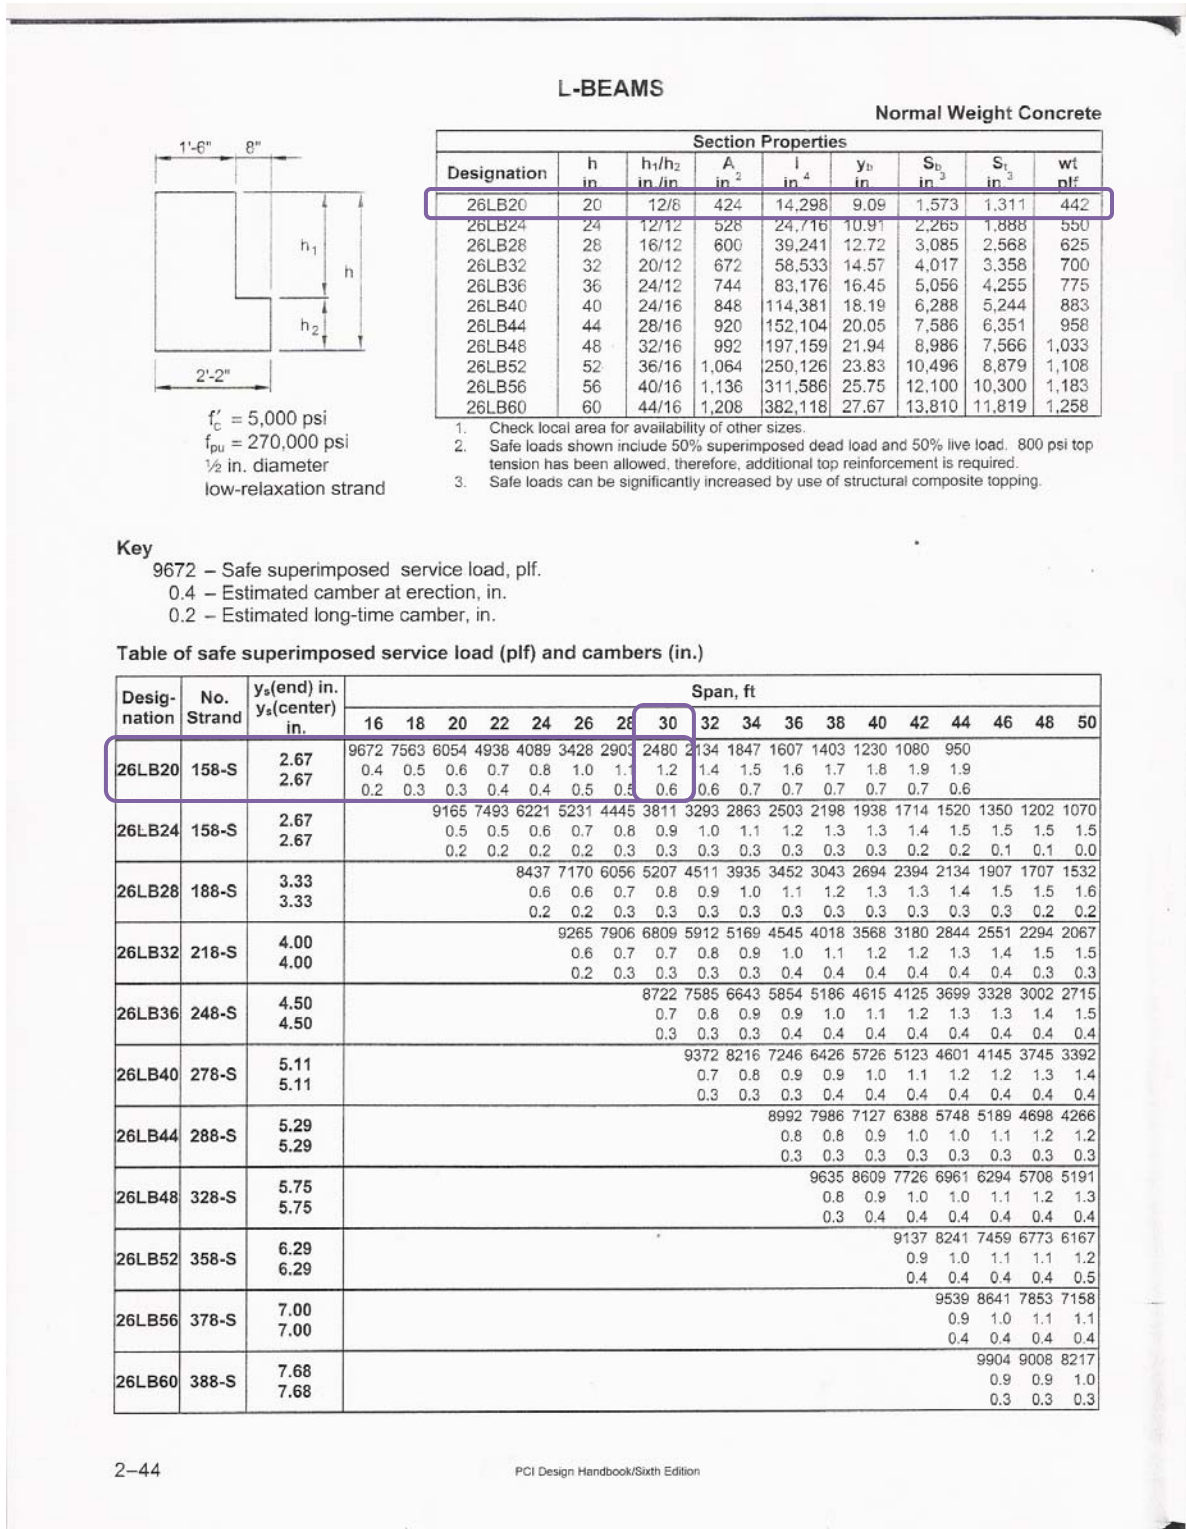 L-BEAMS
Normal Weight Concrete
1'-6" 8"
h₁
h
h₂
2'-2"
f′c = 5,000 psi
fpu = 270,000 psi
½ in. diameter
low-relaxation strand
Section Properties
Designation h in. h₁/h₂ in./in. A in.² I in.⁴ yb in. Sb in.³ St in.³ wt plf
26LB20 20 12/8 424 14,298 9.09 1,573 1,311 442
26LB24 24 12/12 528 24,716 10.91 2,265 1,888 550
26LB28 28 16/12 600 39,241 12.72 3,085 2,568 625
26LB32 32 20/12 672 58,533 14.57 4,017 3,358 700
26LB36 36 24/12 744 83,176 16.45 5,056 4,255 775
26LB40 40 24/16 848 114,381 18.19 6,288 5,244 883
26LB44 44 28/16 920 152,104 20.05 7,586 6,351 958
26LB48 48 32/16 992 197,159 21.94 8,986 7,566 1,033
26LB52 52 36/16 1,064 250,126 23.83 10,496 8,879 1,108
26LB56 56 40/16 1,136 311,586 25.75 12,100 10,300 1,183
26LB60 60 44/16 1,208 382,118 27.67 13,810 11,819 1,258
1. Check local area for availability of other sizes.
2. Safe loads shown include 50% superimposed dead load and 50% live load. 800 psi top
tension has been allowed, therefore, additional top reinforcement is required.
3. Safe loads can be significantly increased by use of structural composite topping.
Key
9672 – Safe superimposed service load, plf.
0.4 – Estimated camber at erection, in.
0.2 – Estimated long-time camber, in.
Table of safe superimposed service load (plf) and cambers (in.)
Desig-nation No. Strand ys(end) in. ys(center) in. Span, ft
16 18 20 22 24 26 28 30 32 34 36 38 40 42 44 46 48 50
26LB20 158-S 2.67 2.67
9672 7563 6054 4938 4089 3428 2903 2480 2134 1847 1607 1403 1230 1080 950
0.4 0.5 0.6 0.7 0.8 1.0 1.1 1.2 1.4 1.5 1.6 1.7 1.8 1.9 1.9
0.2 0.3 0.3 0.4 0.4 0.5 0.5 0.6 0.6 0.7 0.7 0.7 0.7 0.7 0.6
26LB24 158-S 2.67 2.67
9165 7493 6221 5231 4445 3811 3293 2863 2503 2198 1938 1714 1520 1350 1202 1070
0.5 0.5 0.6 0.7 0.8 0.9 1.0 1.1 1.2 1.3 1.3 1.4 1.5 1.5 1.5 1.5
0.2 0.2 0.2 0.2 0.3 0.3 0.3 0.3 0.3 0.3 0.3 0.2 0.2 0.1 0.1 0.0
26LB28 188-S 3.33 3.33
8437 7170 6056 5207 4511 3935 3452 3043 2694 2394 2134 1907 1707 1532
0.6 0.6 0.7 0.8 0.9 1.0 1.1 1.2 1.3 1.3 1.4 1.5 1.5 1.6
0.2 0.2 0.3 0.3 0.3 0.3 0.3 0.3 0.3 0.3 0.3 0.3 0.2 0.2
26LB32 218-S 4.00 4.00
9265 7906 6809 5912 5169 4545 4018 3568 3180 2844 2551 2294 2067
0.6 0.7 0.7 0.8 0.9 1.0 1.1 1.2 1.2 1.3 1.4 1.5 1.5
0.2 0.3 0.3 0.3 0.3 0.4 0.4 0.4 0.4 0.4 0.4 0.3 0.3
26LB36 248-S 4.50 4.50
8722 7585 6643 5854 5186 4615 4125 3699 3328 3002 2715
0.7 0.8 0.9 0.9 1.0 1.1 1.2 1.3 1.3 1.4 1.5
0.3 0.3 0.3 0.4 0.4 0.4 0.4 0.4 0.4 0.4 0.4
26LB40 278-S 5.11 5.11
9372 8216 7246 6426 5726 5123 4601 4145 3745 3392
0.7 0.8 0.9 0.9 1.0 1.1 1.2 1.2 1.3 1.4
0.3 0.3 0.3 0.4 0.4 0.4 0.4 0.4 0.4 0.4
26LB44 288-S 5.29 5.29
8992 7986 7127 6388 5748 5189 4698 4266
0.8 0.8 0.9 1.0 1.0 1.1 1.2 1.2
0.3 0.3 0.3 0.3 0.3 0.3 0.3 0.3
26LB48 328-S 5.75 5.75
9635 8609 7726 6961 6294 5708 5191
0.8 0.9 1.0 1.0 1.1 1.2 1.3
0.3 0.4 0.4 0.4 0.4 0.4 0.4
26LB52 358-S 6.29 6.29
9137 8241 7459 6773 6167
0.9 1.0 1.1 1.1 1.2
0.4 0.4 0.4 0.4 0.5
26LB56 378-S 7.00 7.00
9539 8641 7853 7158
0.9 1.0 1.1 1.1
0.4 0.4 0.4 0.4
26LB60 388-S 7.68 7.68
9904 9008 8217
0.9 0.9 1.0
0.3 0.3 0.3
2–44
PCI Design Handbook/Sixth Edition